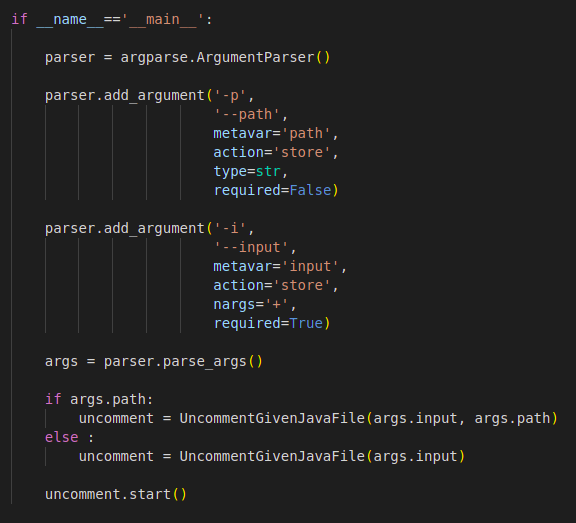 if __name__=='__main__':
parser = argparse.ArgumentParser()
parser.add_argument('-p',
'--path',
metavar='path',
action='store',
type=str,
required=False)
parser.add_argument('-i',
'--input',
metavar='input',
action='store',
nargs='+',
required=True)
args = parser.parse_args()
if args.path:
uncomment = UncommentGivenJavaFile(args.input, args.path)
else :
uncomment = UncommentGivenJavaFile(args.input)
uncomment.start()